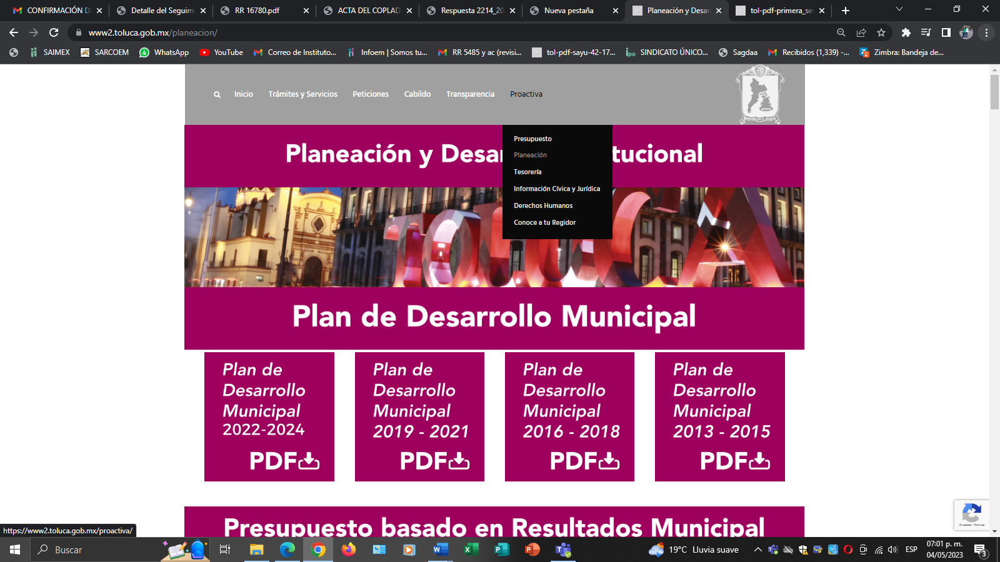 CONFIRMACIÓN D
Detalle del Seguimi
RR 16780.pdf
ACTA DEL COPLAD
Respuesta 2214_20
Nueva pestaña
Planeación y Desar
tol-pdf-primera_se
www2.toluca.gob.mx/planeacion/
SAIMEX
SARCOEM
WhatsApp
YouTube
Correo de Instituto...
Infoem | Somos tu...
RR 5485 y ac (revisi...
tol-pdf-sayu-42-17...
SINDICATO ÚNICO...
Sagdaa
Recibidos (1,339) -...
Zimbra: Bandeja de...
Inicio
Trámites y Servicios
Peticiones
Cabildo
Transparencia
Proactiva
Presupuesto
Planeación
Tesorería
Información Cívica y Jurídica
Derechos Humanos
Conoce a tu Regidor
Planeación y Desar
tucional
TOLUCA
Plan de Desarrollo Municipal
Plan de
Desarrollo
Municipal
2022-2024
PDF
Plan de
Desarrollo
Municipal
2019 - 2021
PDF
Plan de
Desarrollo
Municipal
2016 - 2018
PDF
Plan de
Desarrollo
Municipal
2013 - 2015
PDF
Presupuesto basado en Resultados Municipal
https://www2.toluca.gob.mx/proactiva/
Buscar
19°C Lluvia suave
ESP
07:01 p. m.
04/05/2023
3